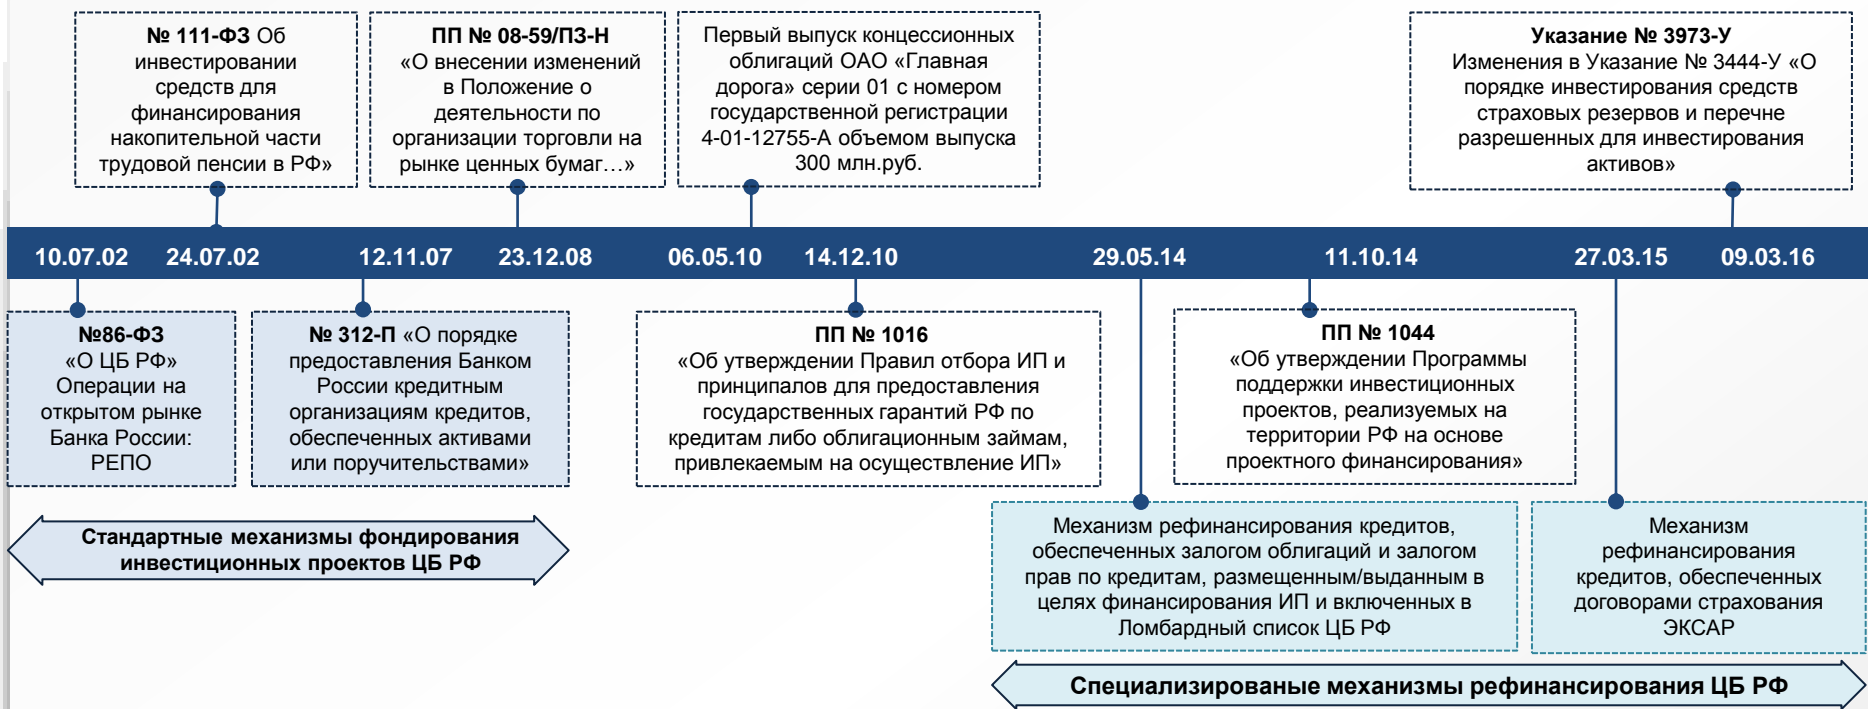 № 111-ФЗ Об
инвестировании
средств для
финансирования
накопительной части
трудовой пенсии в РФ»
ПП № 08-59/ПЗ-Н
«О внесении изменений
в Положение о
деятельности по
организации торговли на
рынке ценных бумаг…»
Первый выпуск концессионных
облигаций ОАО «Главная
дорога» серии 01 с номером
государственной регистрации
4-01-12755-А объемом выпуска
300 млн.руб.
Указание № 3973-У
Изменения в Указание № 3444-У «О
порядке инвестирования средств
страховых резервов и перечне
разрешенных для инвестирования
активов»
10.07.02 24.07.02 12.11.07 23.12.08 06.05.10 14.12.10 29.05.14 11.10.14 27.03.15 09.03.16
№86-ФЗ
«О ЦБ РФ»
Операции на
открытом рынке
Банка России:
РЕПО
№ 312-П «О порядке
предоставления Банком
России кредитным
организациям кредитов,
обеспеченных активами
или поручительствами»
ПП № 1016
«Об утверждении Правил отбора ИП и
принципалов для предоставления
государственных гарантий РФ по
кредитам либо облигационным займам,
привлекаемым на осуществление ИП»
ПП № 1044
«Об утверждении Программы
поддержки инвестиционных
проектов, реализуемых на
территории РФ на основе
проектного финансирования»
Стандартные механизмы фондирования
инвестиционных проектов ЦБ РФ
Механизм рефинансирования кредитов,
обеспеченных залогом облигаций и залогом
прав по кредитам, размещенным/выданным в
целях финансирования ИП и включенных в
Ломбардный список ЦБ РФ
Механизм
рефинансирования
кредитов, обеспеченных
договорами страхования
ЭКСАР
Специализированые механизмы рефинансирования ЦБ РФ